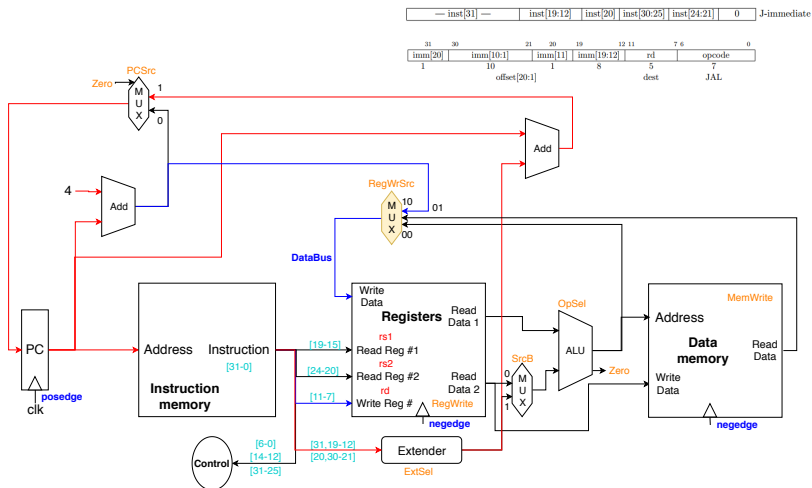 — inst[31] — inst[19:12] inst[20] inst[30:25] inst[24:21] 0 J-immediate
31 30 21 20 19 12 11 7 6 0
imm[20] imm[10:1] imm[11] imm[19:12] rd opcode
1 10 1 8 5 7
offset[20:1] dest JAL
PCSrc
Zero
M
U
X
1
0
Add
4
Add
RegWrSrc
M
U
X
10
01
00
DataBus
PC
clk
posedge
Address
Instruction
[31-0]
Instruction
memory
[19-15]
[24-20]
[11-7]
Write
Data
Registers
rs1
Read Reg #1
rs2
Read Reg #2
rd
Write Reg #
Read
Data 1
Read
Data 2
RegWrite
negedge
OpSel
ALU
Zero
SrcB
0
M
U
X
1
MemWrite
Address
Data
memory
Read
Data
Write
Data
negedge
Control
[6-0]
[14-12]
[31-25]
[31,19-12]
[20,30-21]
Extender
ExtSel